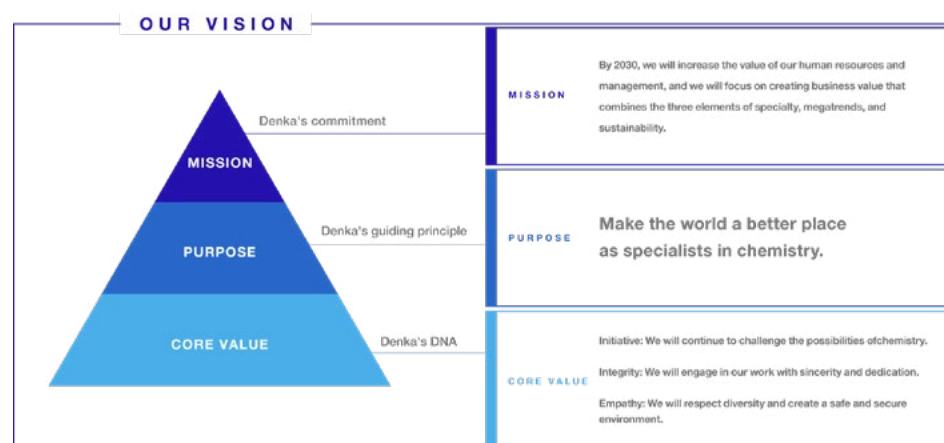 OUR VISION
MISSION
Denka's commitment
PURPOSE
Denka's guiding principle
CORE VALUE
Denka's DNA
MISSION
By 2030, we will increase the value of our human resources and
management, and we will focus on creating business value that
combines the three elements of specialty, megatrends, and
sustainability.
PURPOSE
Make the world a better place
as specialists in chemistry.
CORE VALUE
Initiative: We will continue to challenge the possibilities ofchemistry.
Integrity: We will engage in our work with sincerity and dedication.
Empathy: We will respect diversity and create a safe and secure
environment.